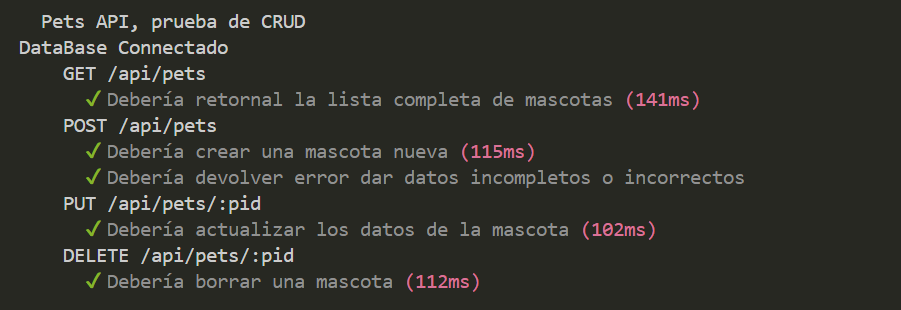 Pets API, prueba de CRUD
DataBase Connectado
GET /api/pets
✓ Debería retornal la lista completa de mascotas (141ms)
POST /api/pets
✓ Debería crear una mascota nueva (115ms)
✓ Debería devolver error dar datos incompletos o incorrectos
PUT /api/pets/:pid
✓ Debería actualizar los datos de la mascota (102ms)
DELETE /api/pets/:pid
✓ Debería borrar una mascota (112ms)